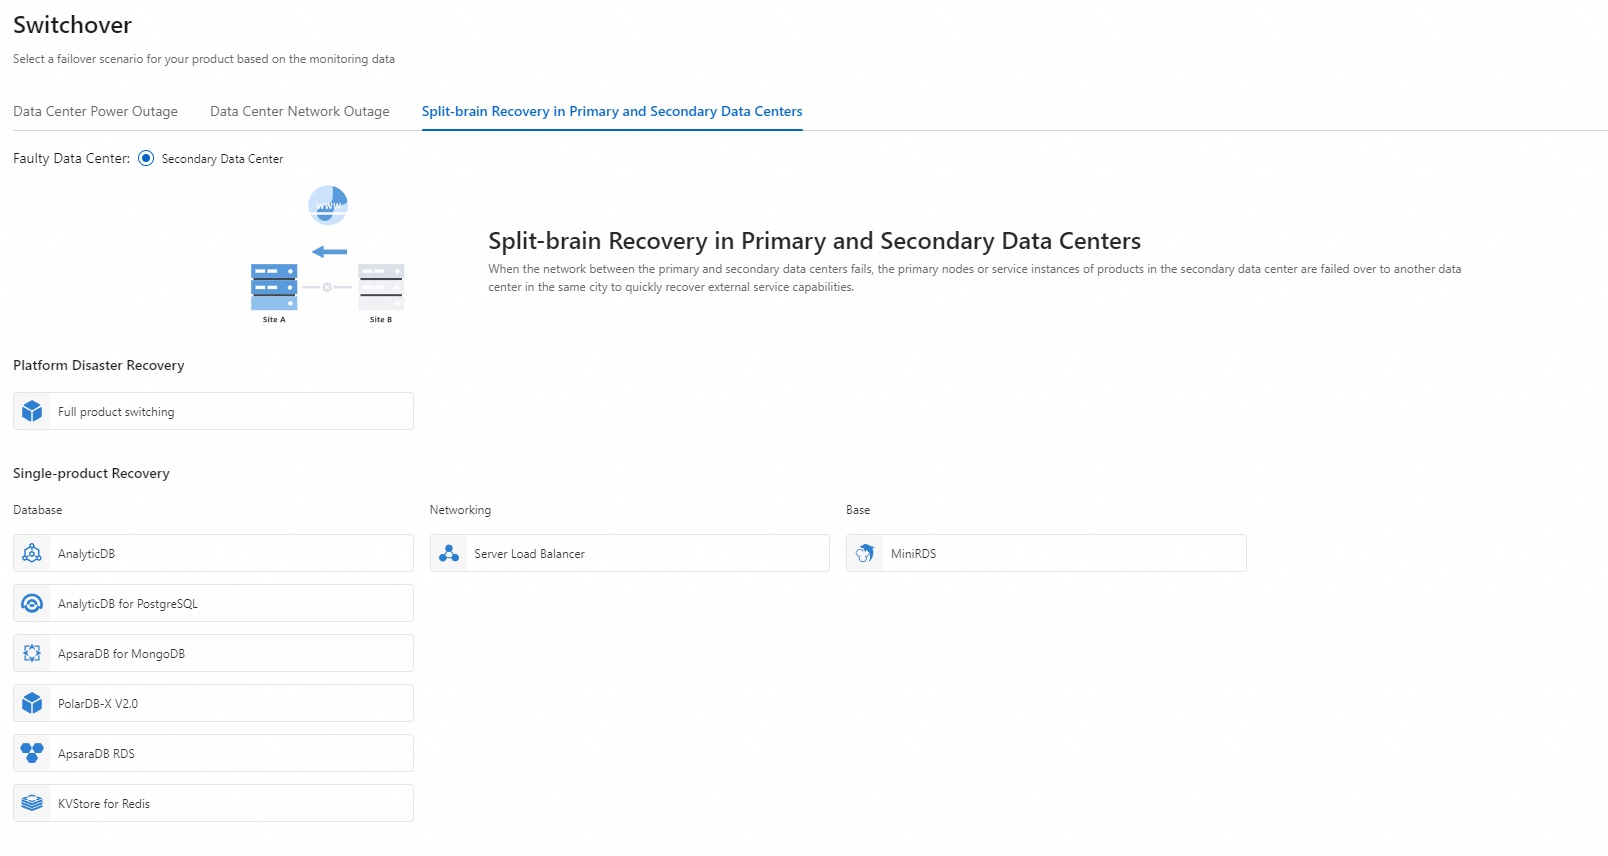 Switchover
Select a failover scenario for your product based on the monitoring data
Data Center Power Outage
Data Center Network Outage
Split-brain Recovery in Primary and Secondary Data Centers
Faulty Data Center:
Secondary Data Center
WWW
Site A
Site B
Split-brain Recovery in Primary and Secondary Data Centers
When the network between the primary and secondary data centers fails, the primary nodes or service instances of products in the secondary data center are failed over to another data
center in the same city to quickly recover external service capabilities.
Platform Disaster Recovery
Full product switching
Single-product Recovery
Database
AnalyticDB
AnalyticDB for PostgreSQL
ApsaraDB for MongoDB
PolarDB-X V2.0
ApsaraDB RDS
KVStore for Redis
Networking
Server Load Balancer
Base
MiniRDS